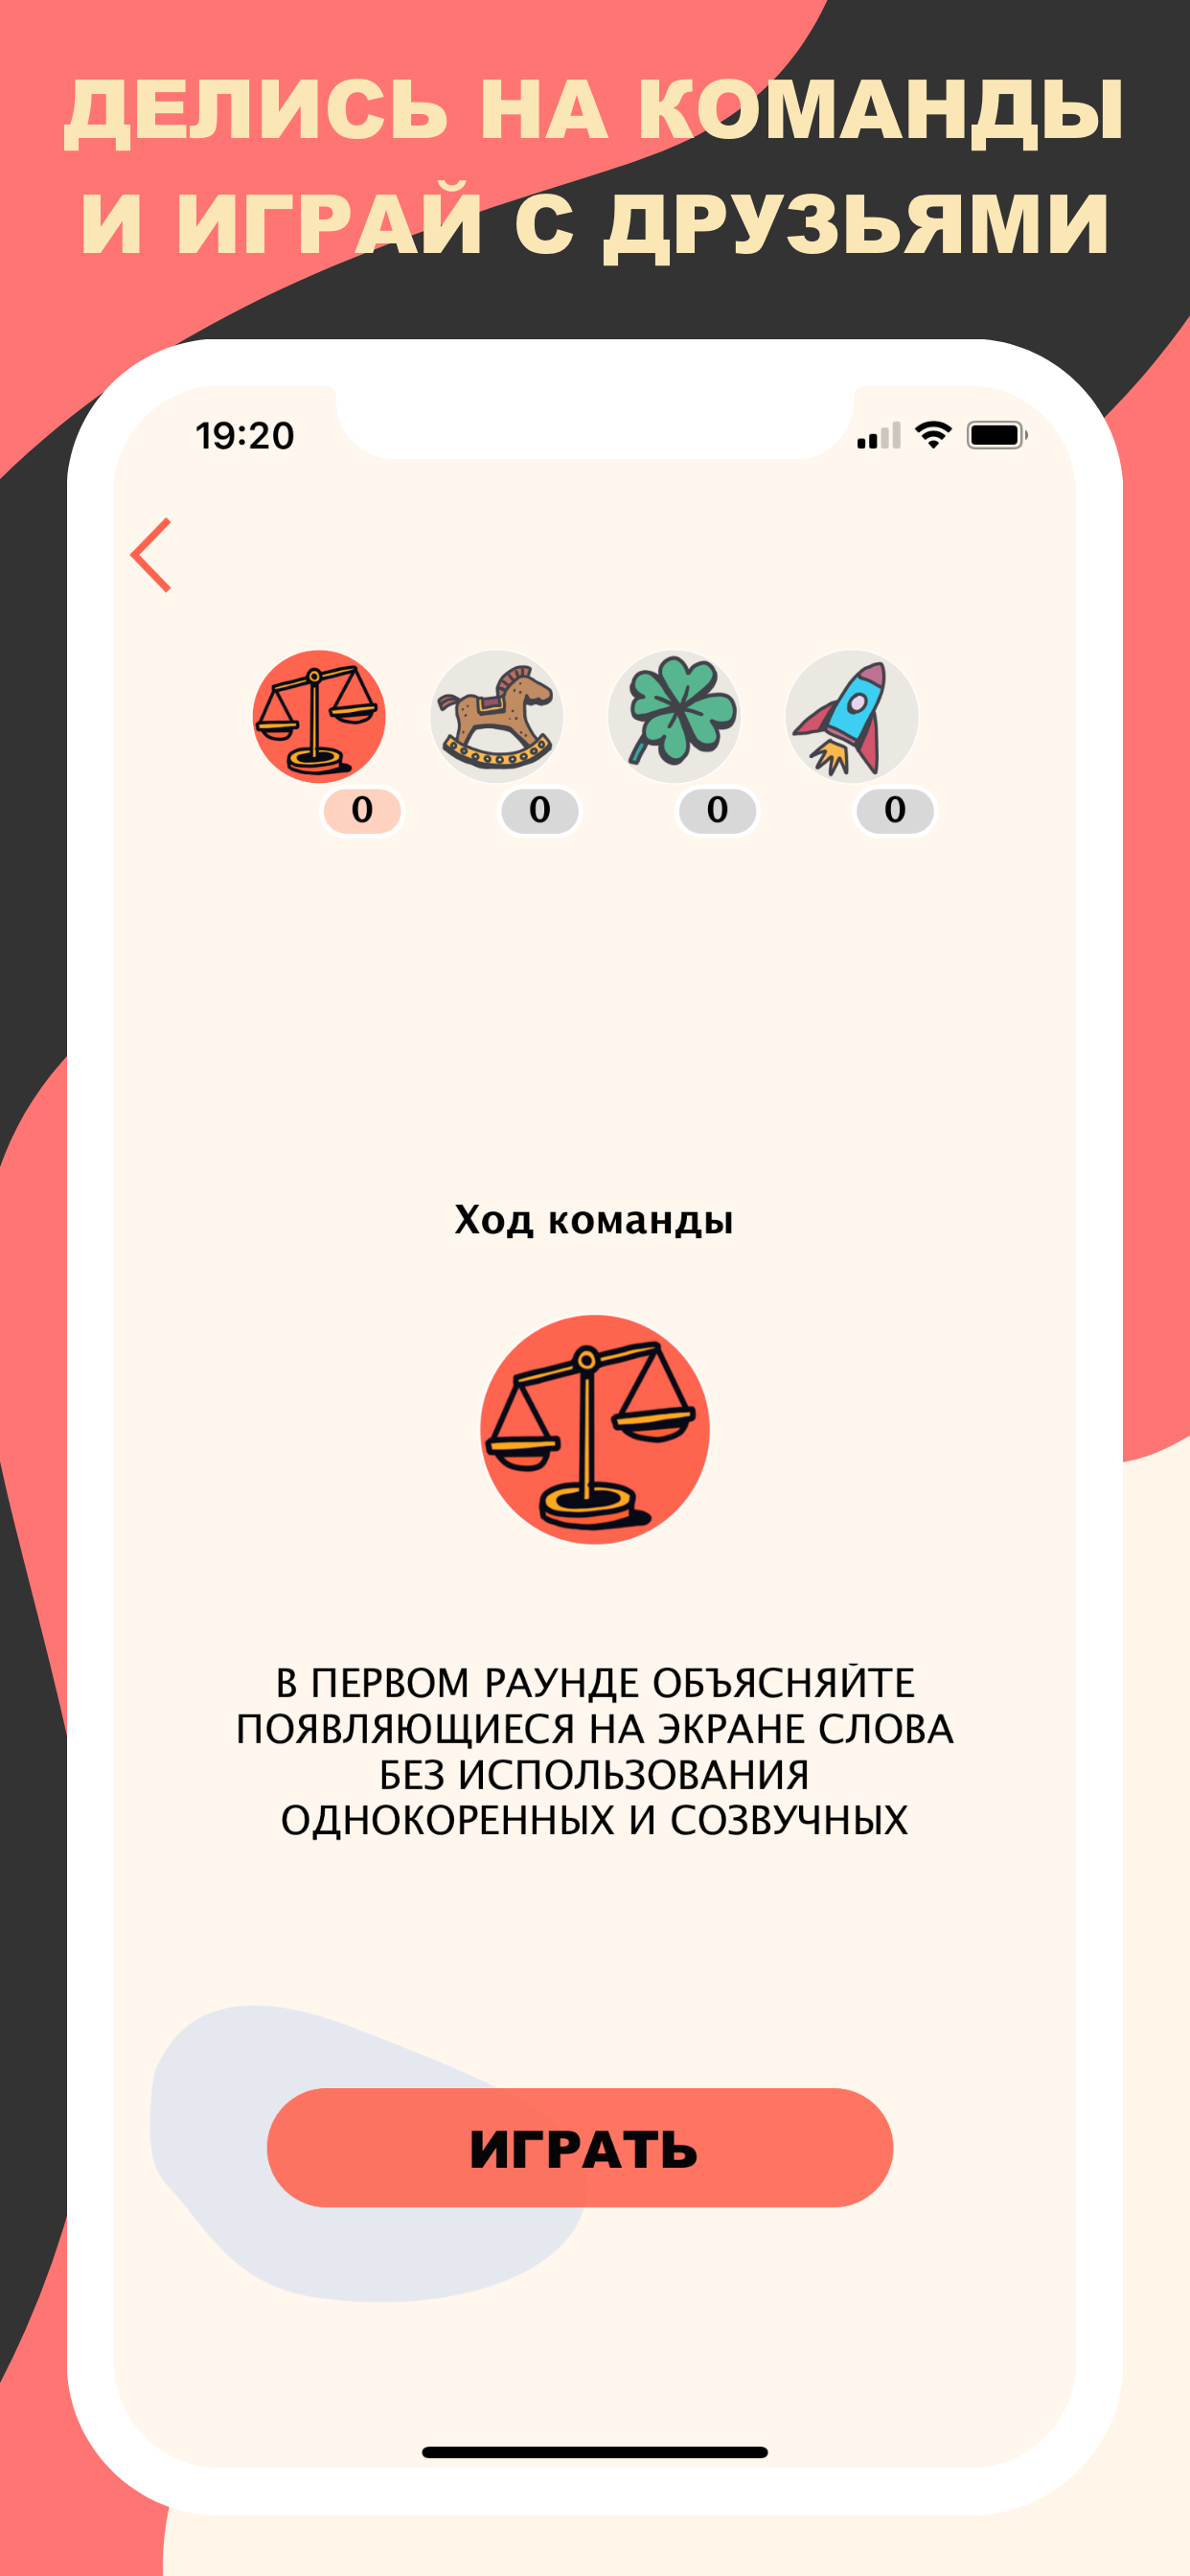 ДЕЛИСЬ НА КОМАНДЫ
И ИГРАЙ С ДРУЗЬЯМИ
19:20
0 0 0 0
Ход команды
В ПЕРВОМ РАУНДЕ ОБЪЯСНЯЙТЕ
ПОЯВЛЯЮЩИЕСЯ НА ЭКРАНЕ СЛОВА
БЕЗ ИСПОЛЬЗОВАНИЯ
ОДНОКОРЕННЫХ И СОЗВУЧНЫХ
ИГРАТЬ